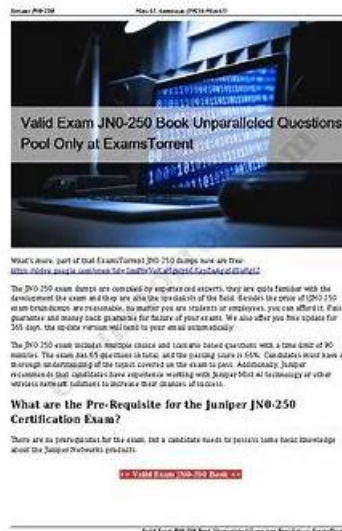 Valid Exam JN0-250 Book Unparalleled Questions
Pool Only at ExamsTorrent
What's more, part of that ExamsTorrent JN0-250 dumps now are free:
The JN0-250 exam dumps are compiled by experienced experts, they are quite familiar with the
development the exam and they are also the specialists of the field. Besides the price of JN0-250
exam braindumps are reasonable, no matter you are students or employees, you can afford it. Pass
guarantee and money back guarantee for failure of your exams. We also offer you free update for
365 days, the update version will send to your email automatically.
The JN0-250 exam includes multiple choice and scenario based questions with a time limit of 90
minutes. The exam has 65 questions in total, and the passing score is 66%. Candidates must have a
thorough understanding of the topics covered on the exam to pass. Additionally, Juniper
recommends that candidates have experience working with Juniper Mist AI technology or other
wireless network solutions to increase their chances of success.
What are the Pre-Requisite for the Juniper JN0-250
Certification Exam?
There are no prerequisites for the exam, but a candidate needs to possess some basic knowledge
about the Juniper Networks products.
>> Valid Exam JN0-250 Book <<